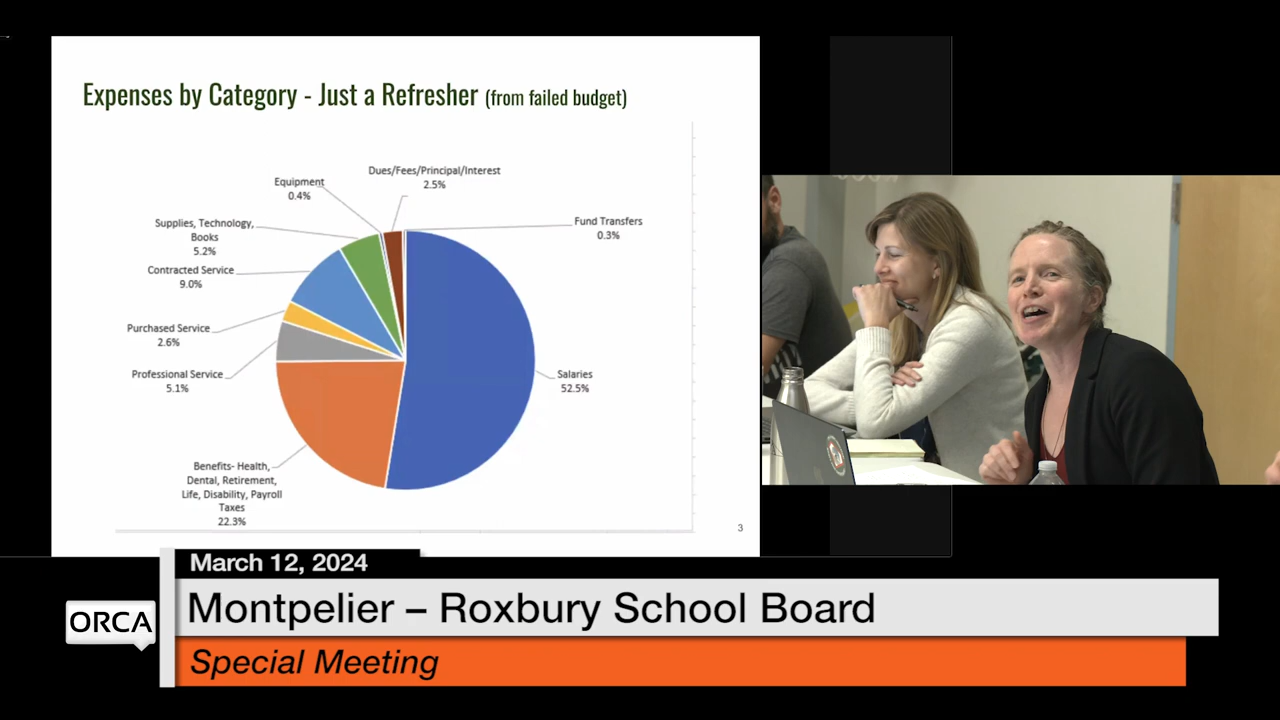 Expenses by Category - Just a Refresher (from failed budget)
Dues/Fees/Principal/Interest
2.5%
Equipment
0.4%
Fund Transfers
0.3%
Supplies, Technology,
Books
5.2%
Contracted Service
9.0%
Purchased Service
2.6%
Professional Service
5.1%
Salaries
52.5%
Benefits- Health,
Dental, Retirement,
Life, Disability, Payroll
Taxes
22.3%
3
March 12, 2024
ORCA
Montpelier – Roxbury School Board
Special Meeting